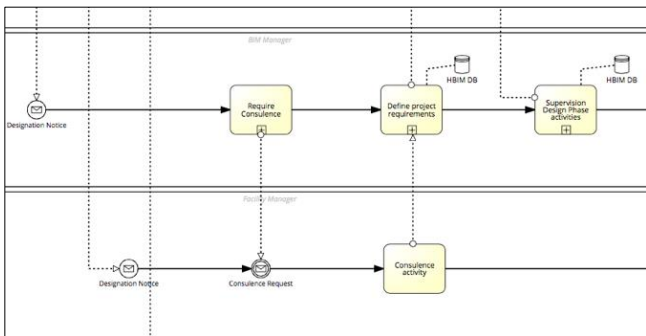 BIM Manager
HBIM DB
HBIM DB
Require
Consulence
Define project
requirements
Supervision
Design Phase
activities
Designation Notice
Facility Manager
Consulence
activity
Designation Notice
Consulence Request